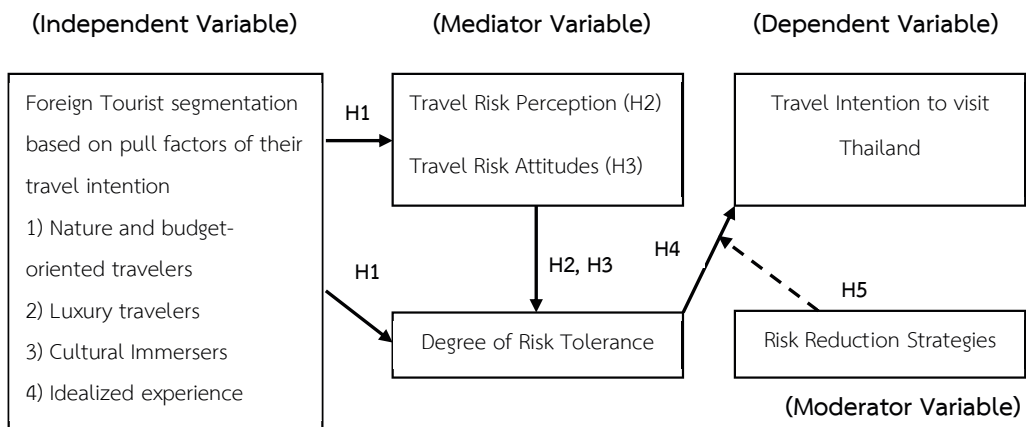 (Independent Variable)
(Mediator Variable)
(Dependent Variable)
Foreign Tourist segmentation
based on pull factors of their
travel intention
1) Nature and budget-
oriented travelers
2) Luxury travelers
3) Cultural Immersers
4) Idealized experience
H1
H1
Travel Risk Perception (H2)
Travel Risk Attitudes (H3)
H2, H3
Degree of Risk Tolerance
H4
Travel Intention to visit
Thailand
H5
Risk Reduction Strategies
(Moderator Variable)